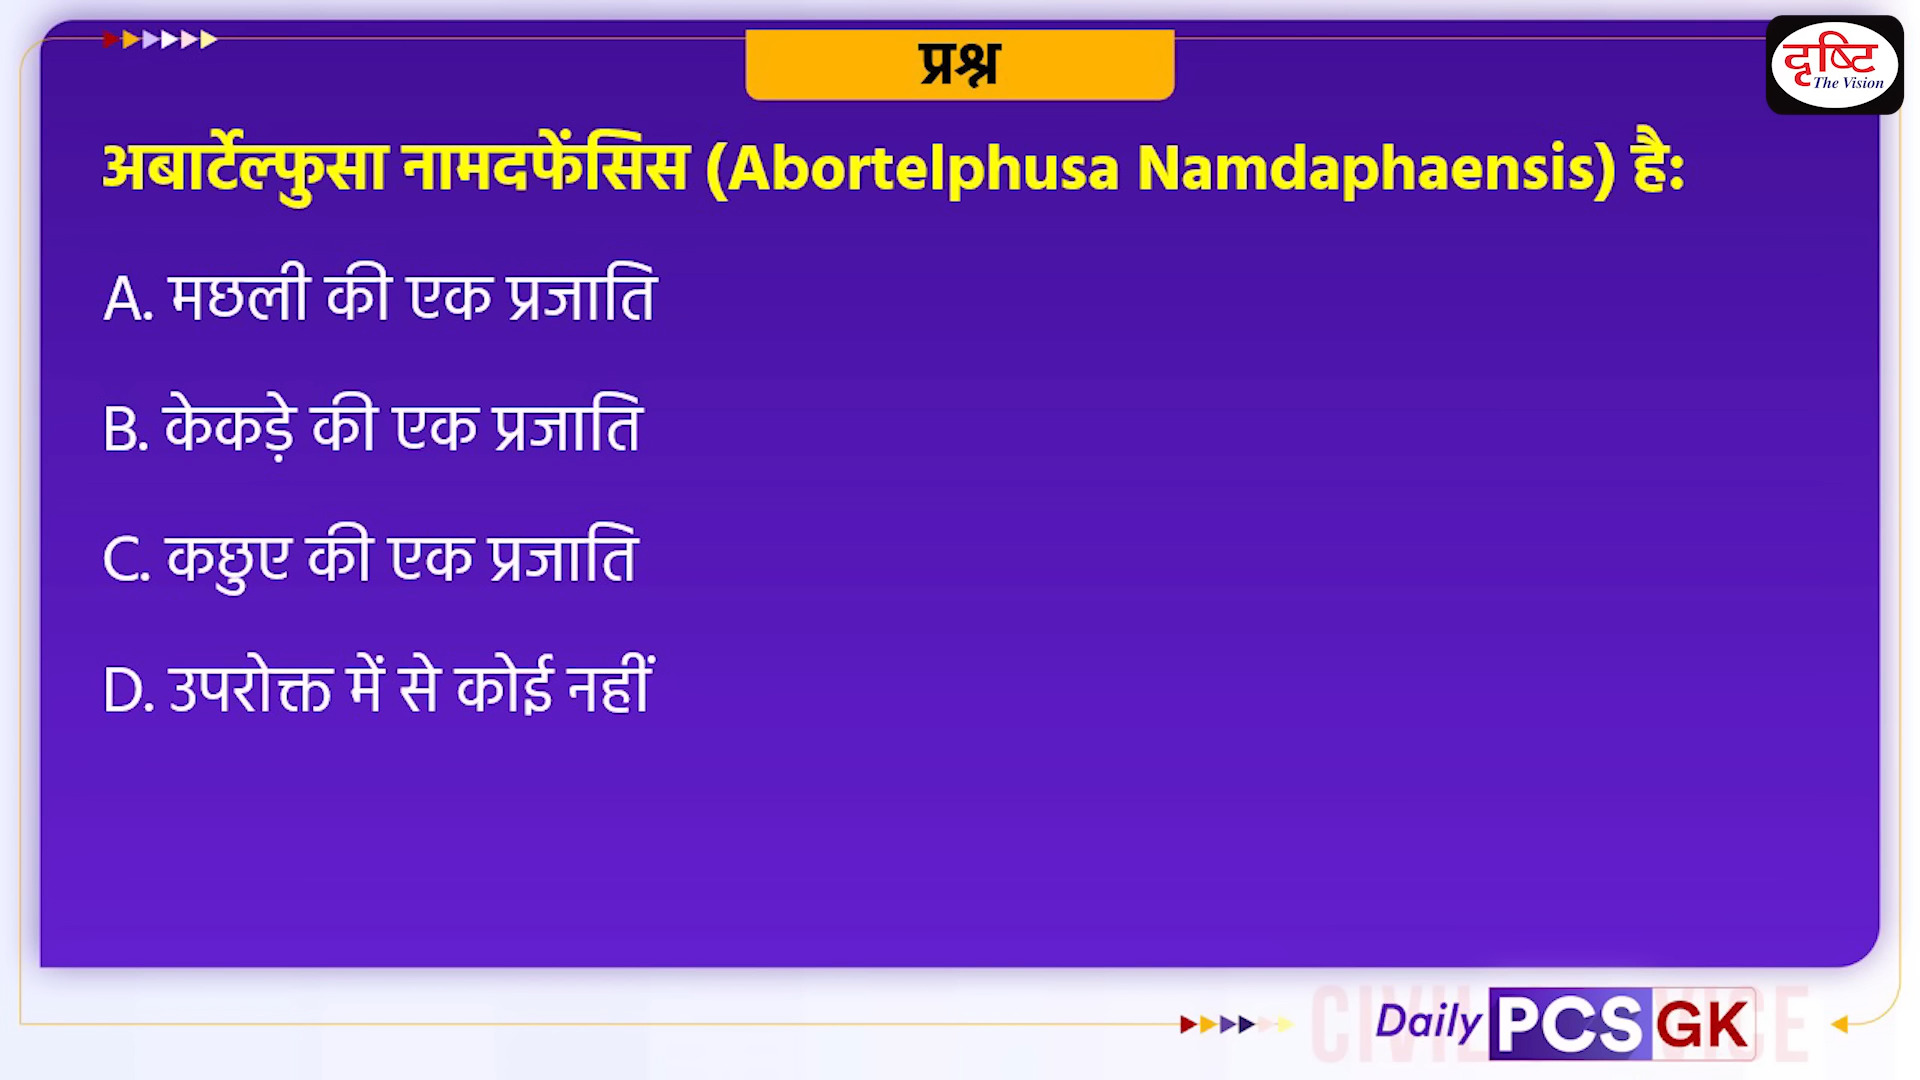 प्रश्न
दृष्टि
The Vision
अबार्टेल्फुसा नामदफेंसिस (Abortelphusa Namdaphaensis) है:
A. मछली की एक प्रजाति
B. केकड़े की एक प्रजाति
C. कछुए की एक प्रजाति
D. उपरोक्त में से कोई नहीं
Daily PCS GK